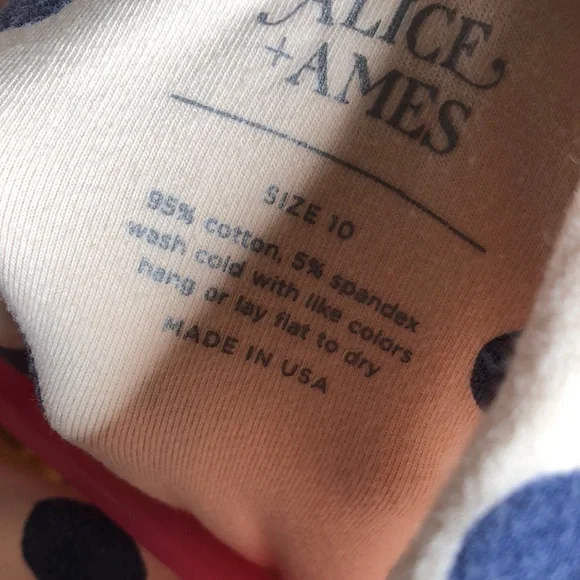 ALICE
+AMES
SIZE 10
95% cotton, 5% spandex
wash cold with like colors
hang or lay flat to dry
MADE IN USA